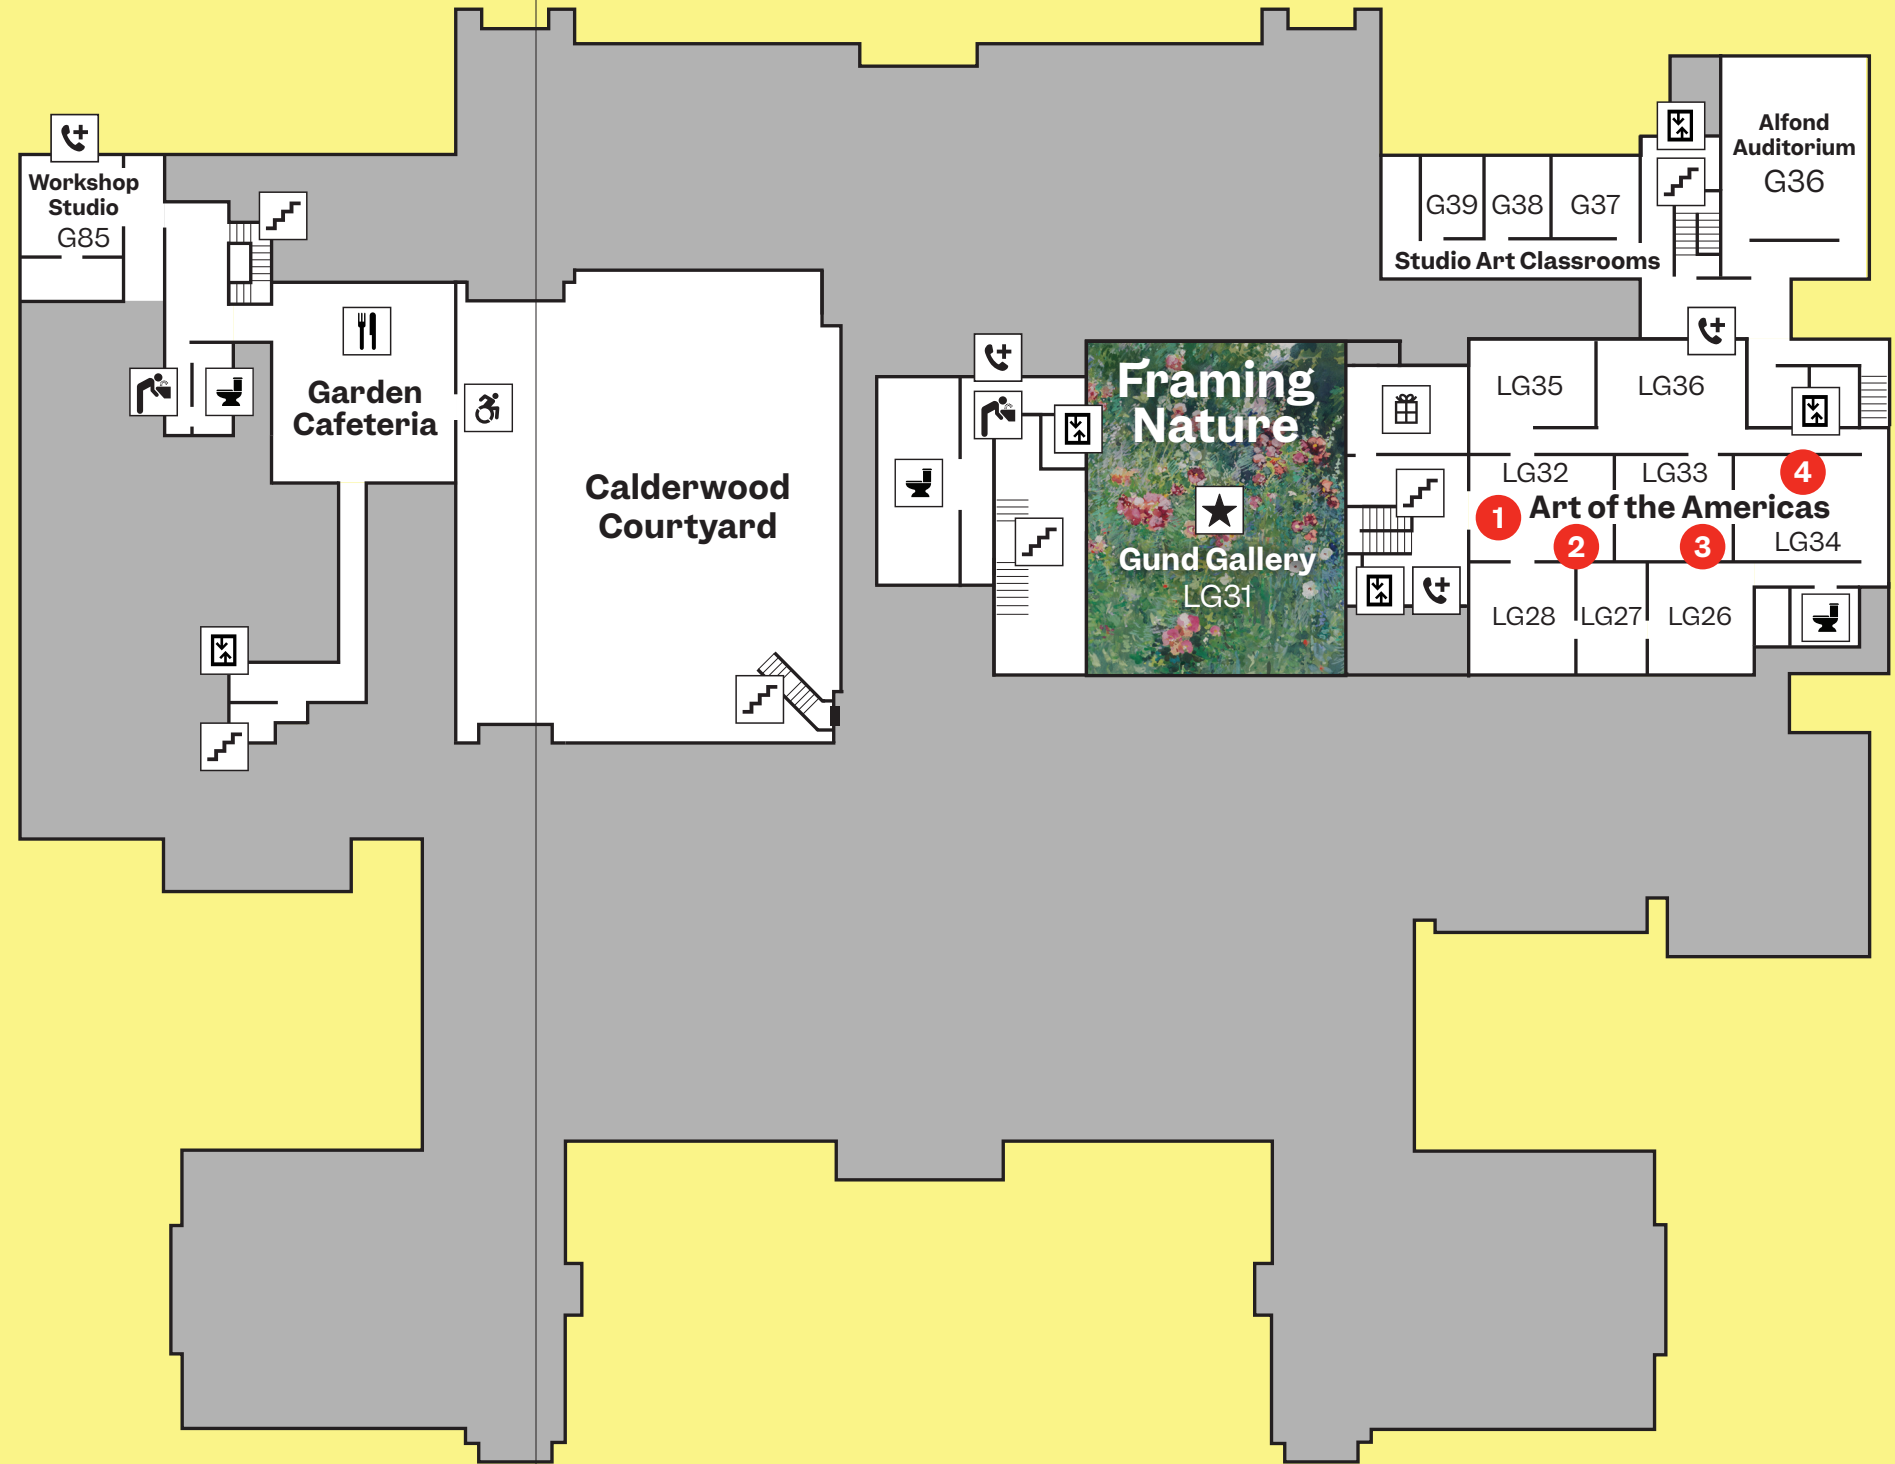 Alfond
Auditorium
G36
Workshop
Studio
G85
G39
G38
G37
Studio Art Classrooms
Garden
Cafeteria
Calderwood
Courtyard
Framing
Nature
Gund Gallery
LG31
LG35
LG36
LG32
LG33
4
1
Art of the Americas
2
3
LG34
LG28
LG27
LG26